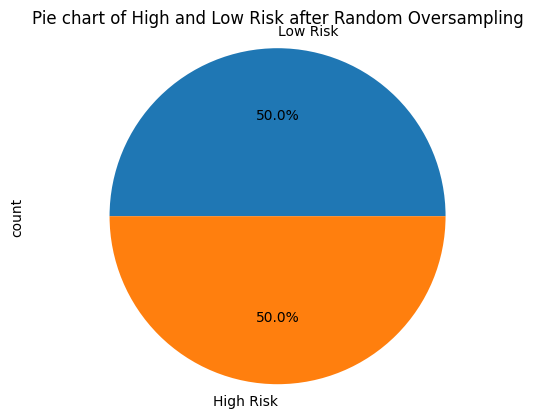 Pie chart of High and Low Risk after Random Oversampling
Low Risk
50.0%
count
50.0%
High Risk